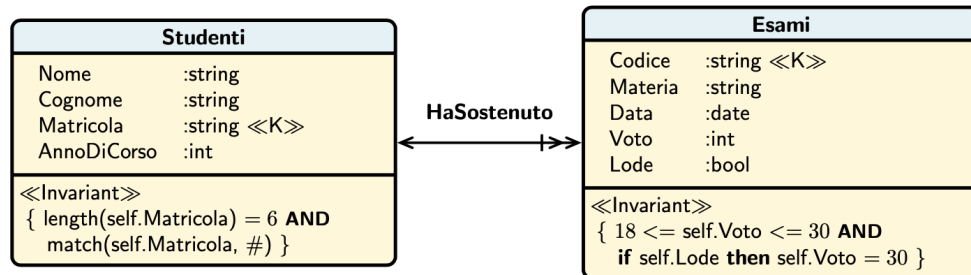 Studenti
Nome :string
Cognome :string
Matricola :string ≪K≫
AnnoDiCorso :int
≪Invariant≫
{ length(self.Matricola) = 6 AND
match(self.Matricola, #) }
HaSostenuto
Esami
Codice :string ≪K≫
Materia :string
Data :date
Voto :int
Lode :bool
≪Invariant≫
{ 18 <= self.Voto <= 30 AND
if self.Lode then self.Voto = 30 }